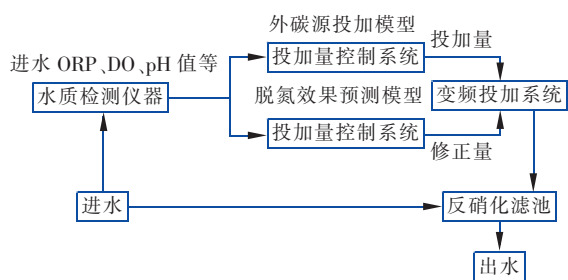 外碳源投加模型
投加量
进水 ORP、DO、pH 值等
投加量控制系统
水质检测仪器
脱氮效果预测模型
变频投加系统
投加量控制系统
修正量
进水
反硝化滤池
出水